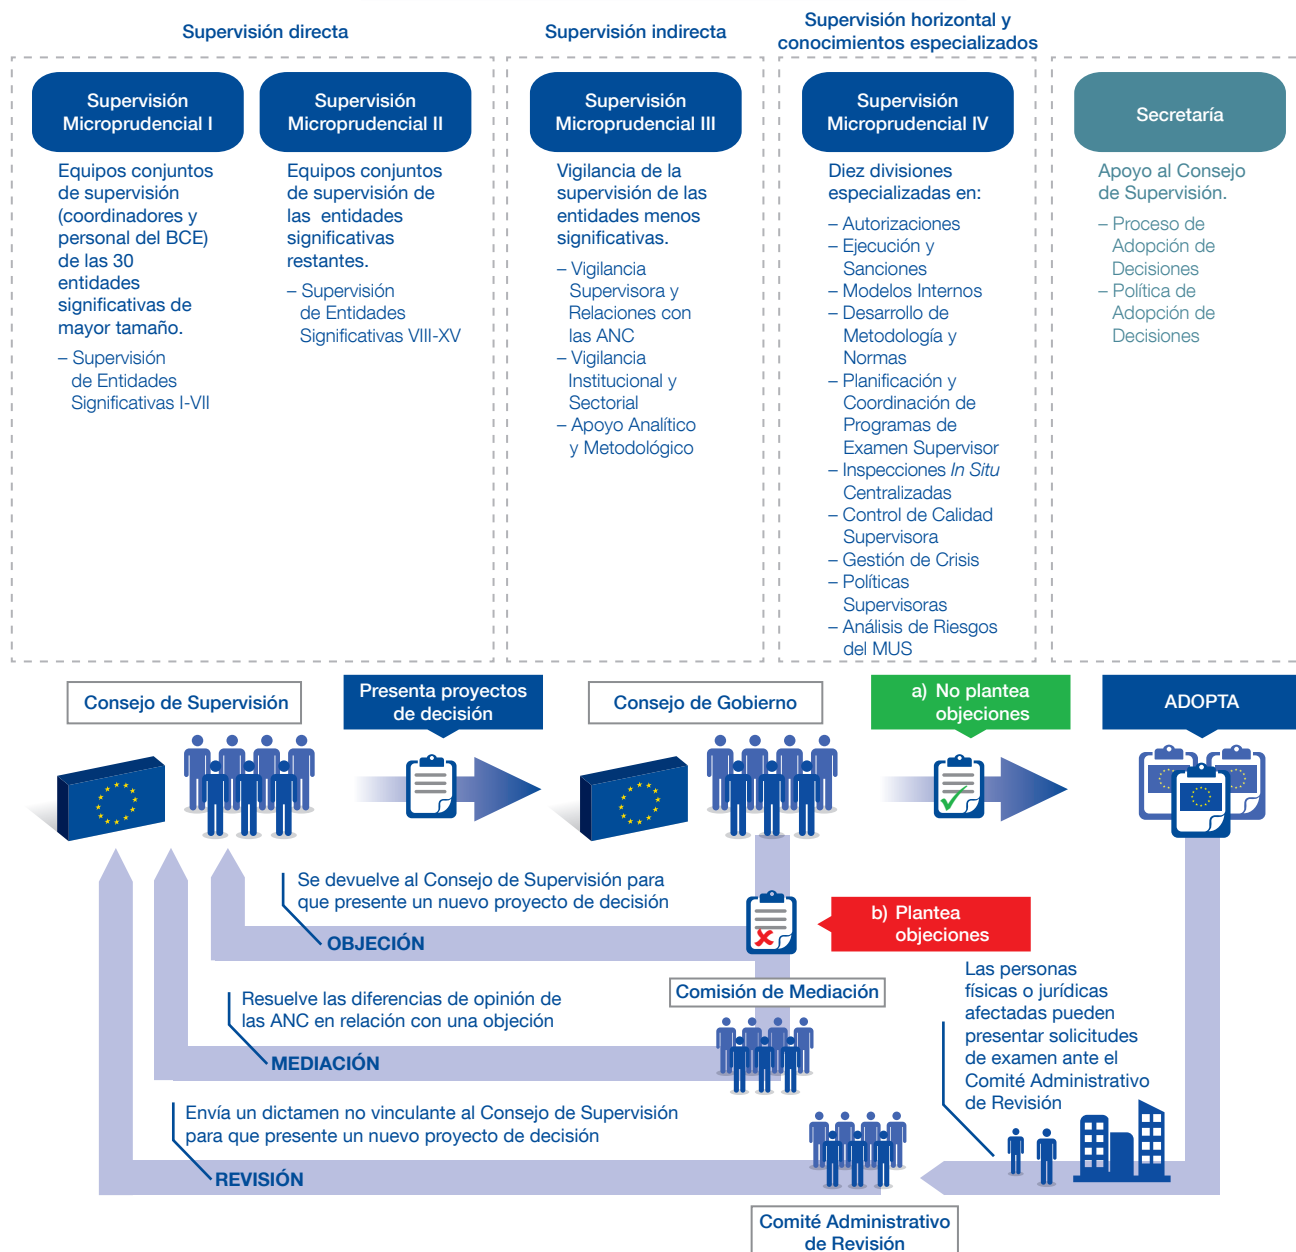 Supervisión directa
Supervisión indirecta
Supervisión horizontal y
conocimientos especializados
Supervisión
Microprudencial I
Equipos conjuntos
de supervisión
(coordinadores y
personal del BCE)
de las 30
entidades
significativas de
mayor tamaño.
– Supervisión
de Entidades
Significativas I-VII
Supervisión
Microprudencial II
Equipos conjuntos
de supervisión de
las entidades
significativas
restantes.
– Supervisión
de Entidades
Significativas VIII-XV
Supervisión
Microprudencial III
Vigilancia de la
supervisión de las
entidades menos
significativas.
– Vigilancia
Supervisora y
Relaciones con
las ANC
– Vigilancia
Institucional y
Sectorial
– Apoyo Analítico
y Metodológico
Supervisión
Microprudencial IV
Diez divisiones
especializadas en:
– Autorizaciones
– Ejecución y
Sanciones
– Modelos Internos
– Desarrollo de
Metodología y
Normas
– Planificación y
Coordinación de
Programas de
Examen Supervisor
– Inspecciones In Situ
Centralizadas
– Control de Calidad
Supervisora
– Gestión de Crisis
– Políticas
Supervisoras
– Análisis de Riesgos
del MUS
Secretaría
Apoyo al Consejo
de Supervisión.
– Proceso de
Adopción de
Decisiones
– Política de
Adopción de
Decisiones
Consejo de Supervisión
Presenta proyectos
de decisión
Consejo de Gobierno
a) No plantea
objeciones
ADOPTA
Se devuelve al Consejo de Supervisión para
que presente un nuevo proyecto de decisión
OBJECIÓN
b) Plantea
objeciones
Comisión de Mediación
Resuelve las diferencias de opinión de
las ANC en relación con una objeción
MEDIACIÓN
Las personas
físicas o jurídicas
afectadas pueden
presentar solicitudes
de examen ante el
Comité Administrativo
de Revisión
Envía un dictamen no vinculante al Consejo de Supervisión
para que presente un nuevo proyecto de decisión
REVISIÓN
Comité Administrativo
de Revisión